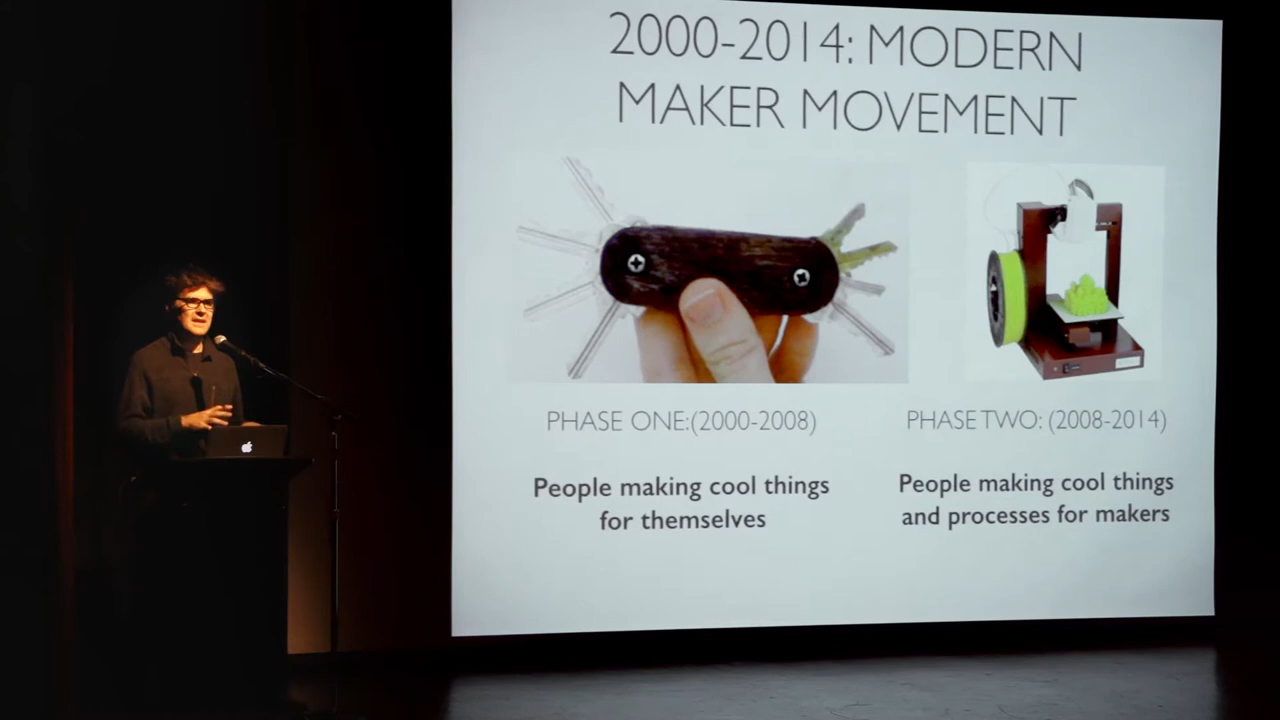 2000-2014: MODERN
MAKER MOVEMENT
PHASE ONE:(2000-2008)
PHASE TWO: (2008-2014)
People making cool things
for themselves
People making cool things
and processes for makers